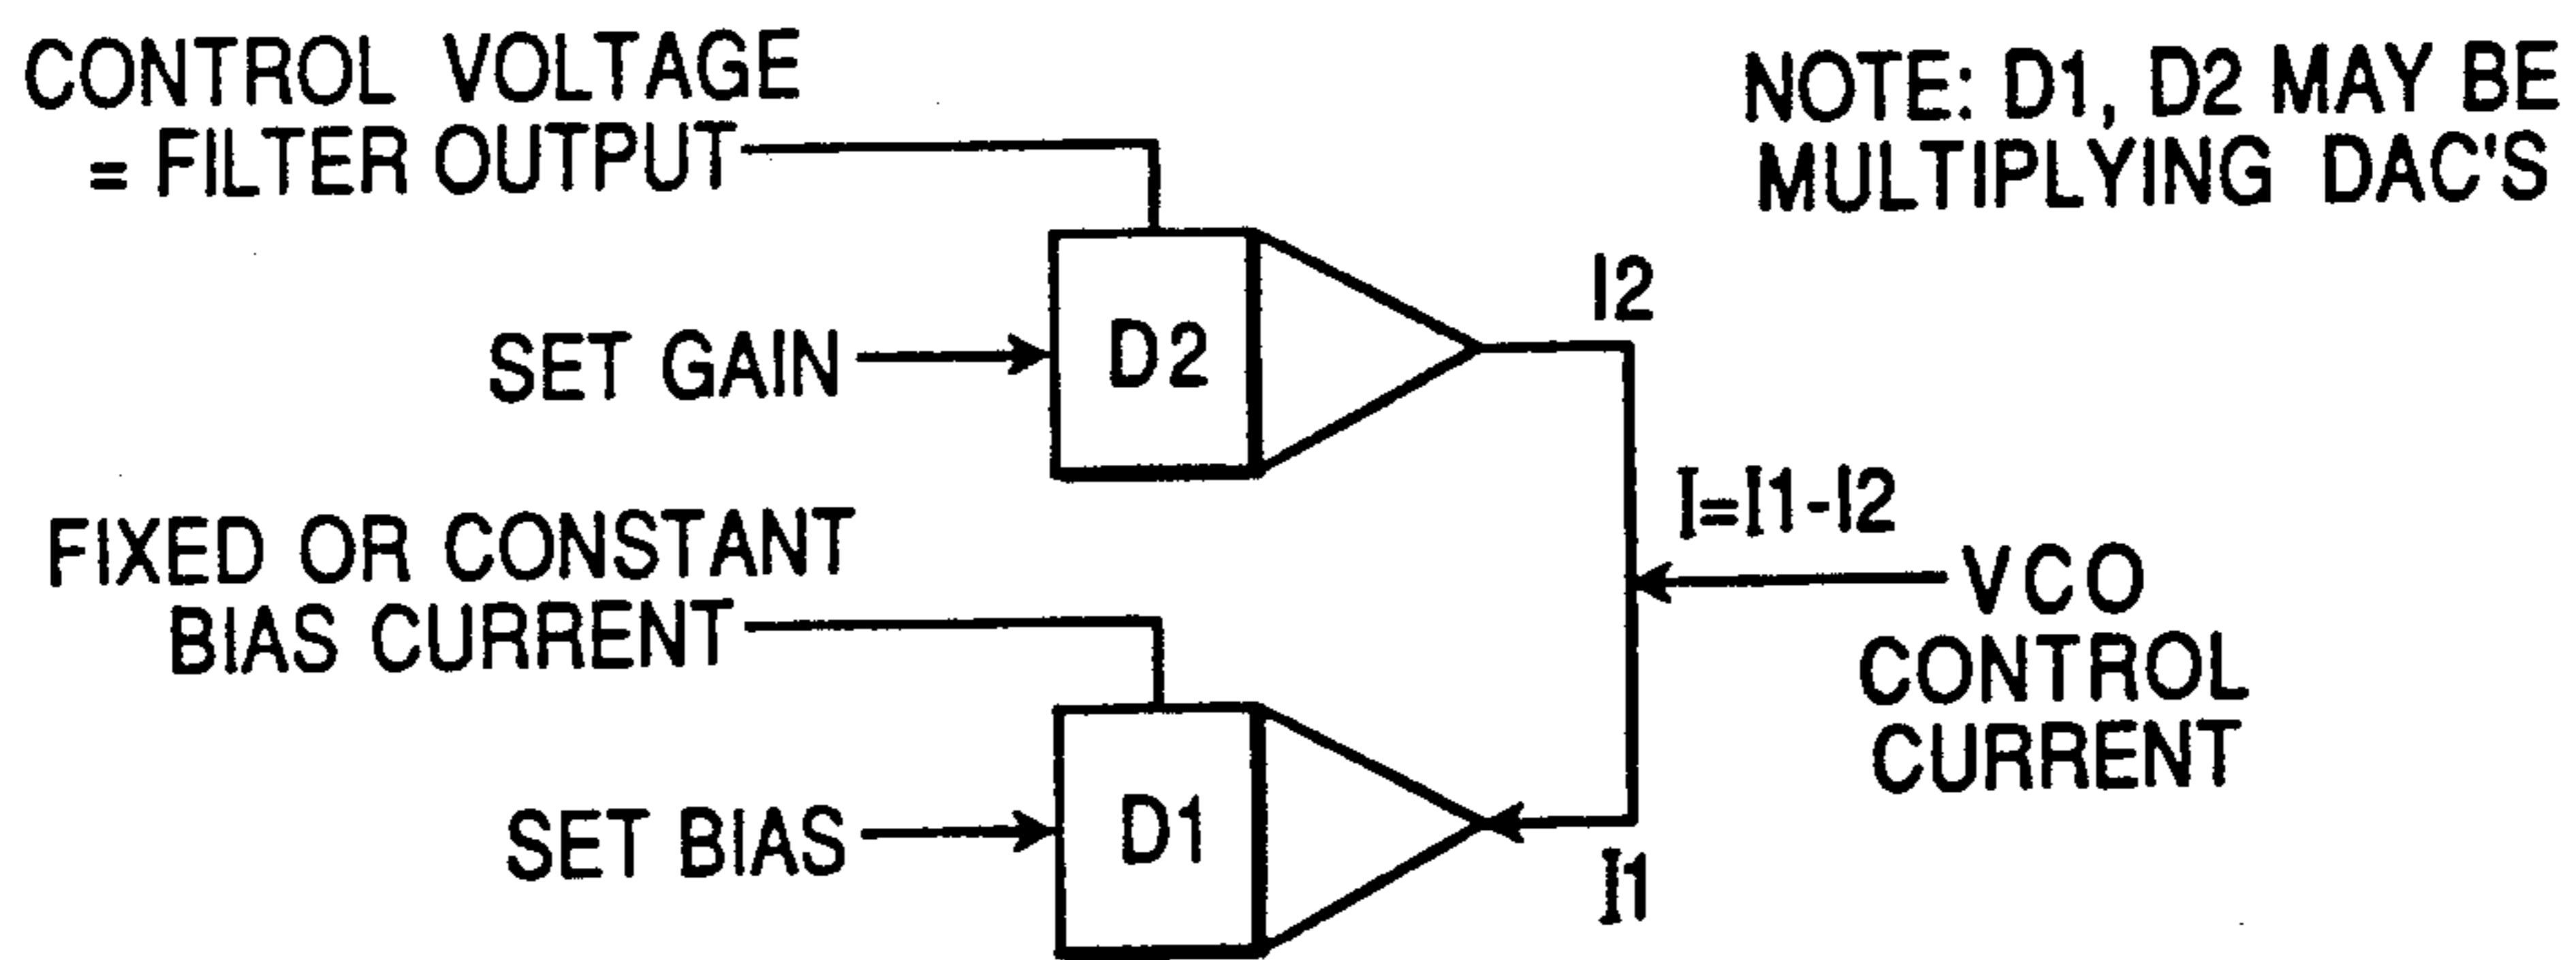 CONTROL VOLTAGE
= FILTER OUTPUT
NOTE: D1, D2 MAY BE
MULTIPLYING DAC'S
I2
SET GAIN
D2
I=I1-I2
FIXED OR CONSTANT
BIAS CURRENT
VCO
CONTROL
CURRENT
SET BIAS
D1
I1